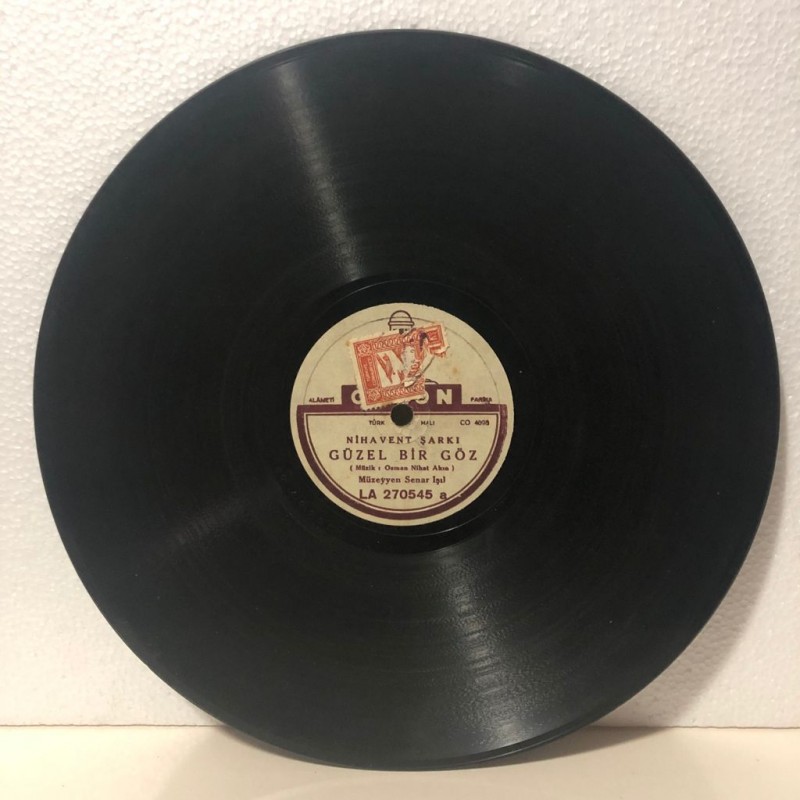 ALÂMETİ FARİKA
TÜRK MALI CO 4698
NİHAVENT ŞARKI
GÜZEL BİR GÖZ
( Müzik : Osman Nihat Akın )
Müzeyyen Senar Işıl
LA 270545 a